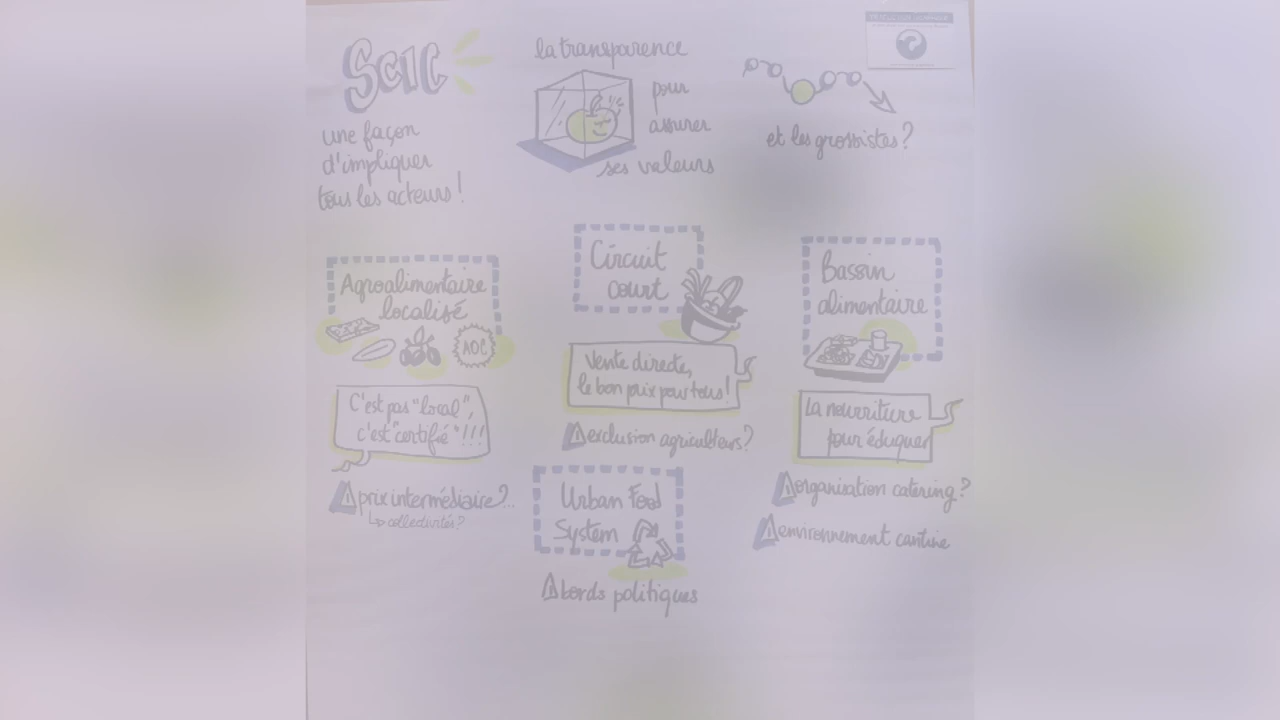 SCIC
une façon
d'impliquer
tous les acteurs !
la transparence
pour
assurer
ses valeurs
et les grossistes ?
Agroalimentaire
localisé
AOC
C'est pas "local",
c'est "certifié" !!!
prix intermédiaire ?...
↳ collectivités ?
Circuit
court
Vente directe,
le bon prix pour tous !
exclusion agriculteurs ?
Urban Food
System
bords politiques
Bassin
alimentaire
La nourriture
pour éduquer
organisation catering ?
environnement cantine